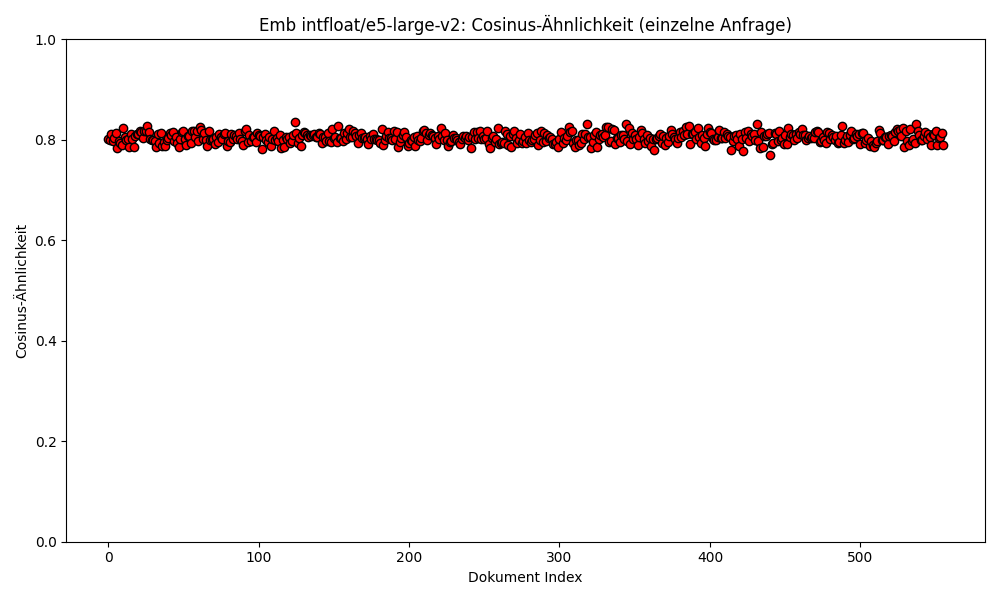 Emb intfloat/e5-large-v2: Cosinus-Ähnlichkeit (einzelne Anfrage)
1.0
0.8
0.6
0.4
0.2
0.0
Cosinus-Ähnlichkeit
0 100 200 300 400 500
Dokument Index